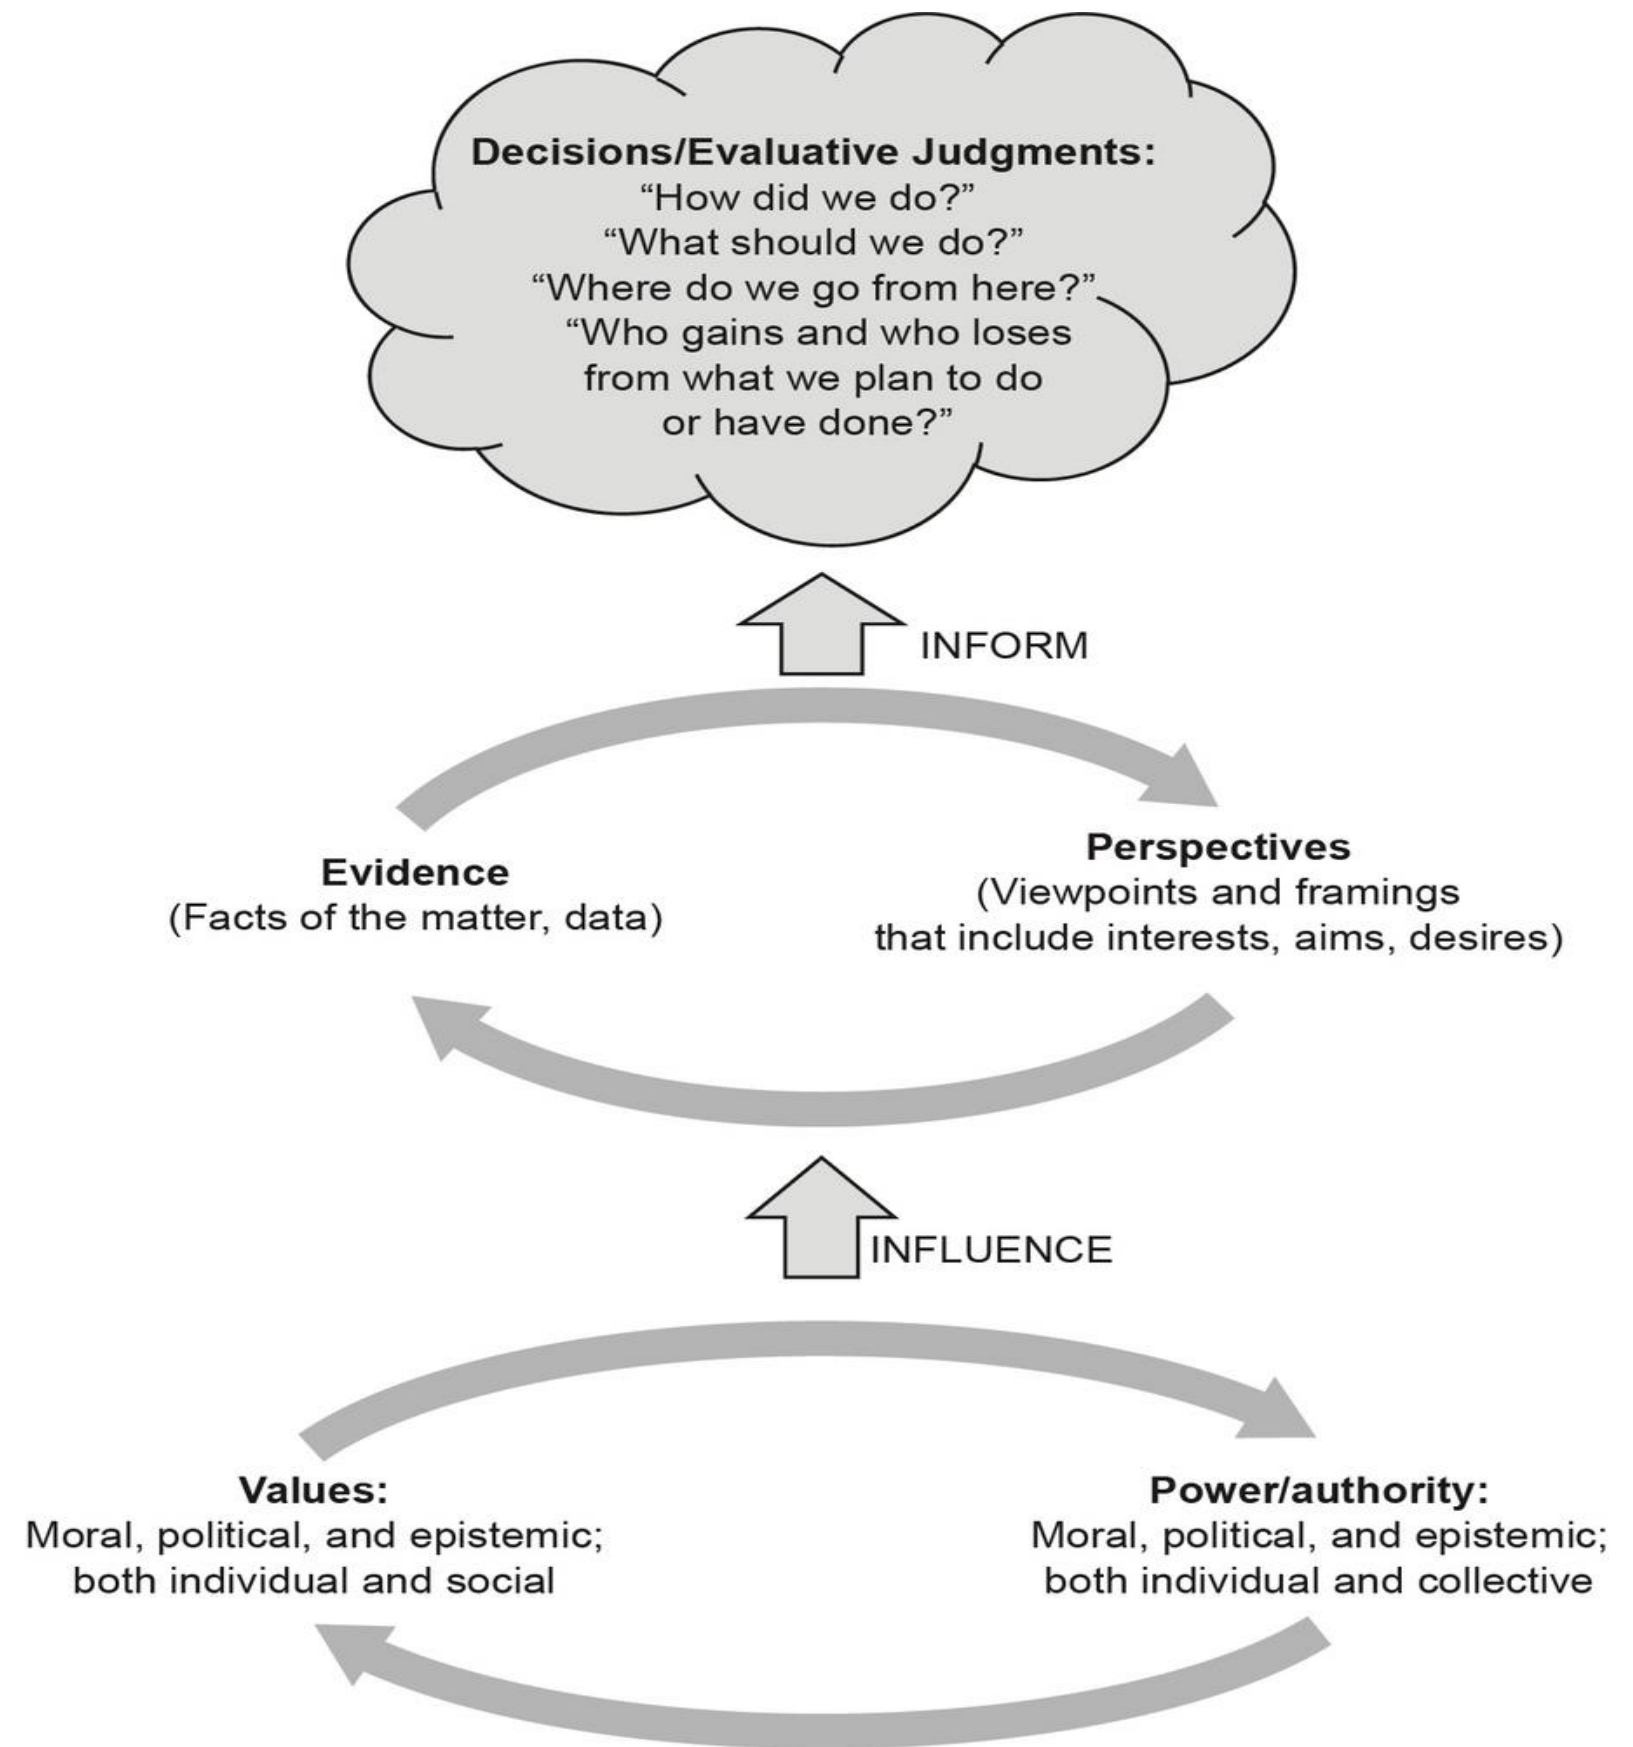 Decisions/Evaluative Judgments:
“How did we do?”
“What should we do?”
“Where do we go from here?”
“Who gains and who loses
from what we plan to do
or have done?”
INFORM
Evidence
(Facts of the matter, data)
Perspectives
(Viewpoints and framings
that include interests, aims, desires)
INFLUENCE
Values:
Moral, political, and epistemic;
both individual and social
Power/authority:
Moral, political, and epistemic;
both individual and collective